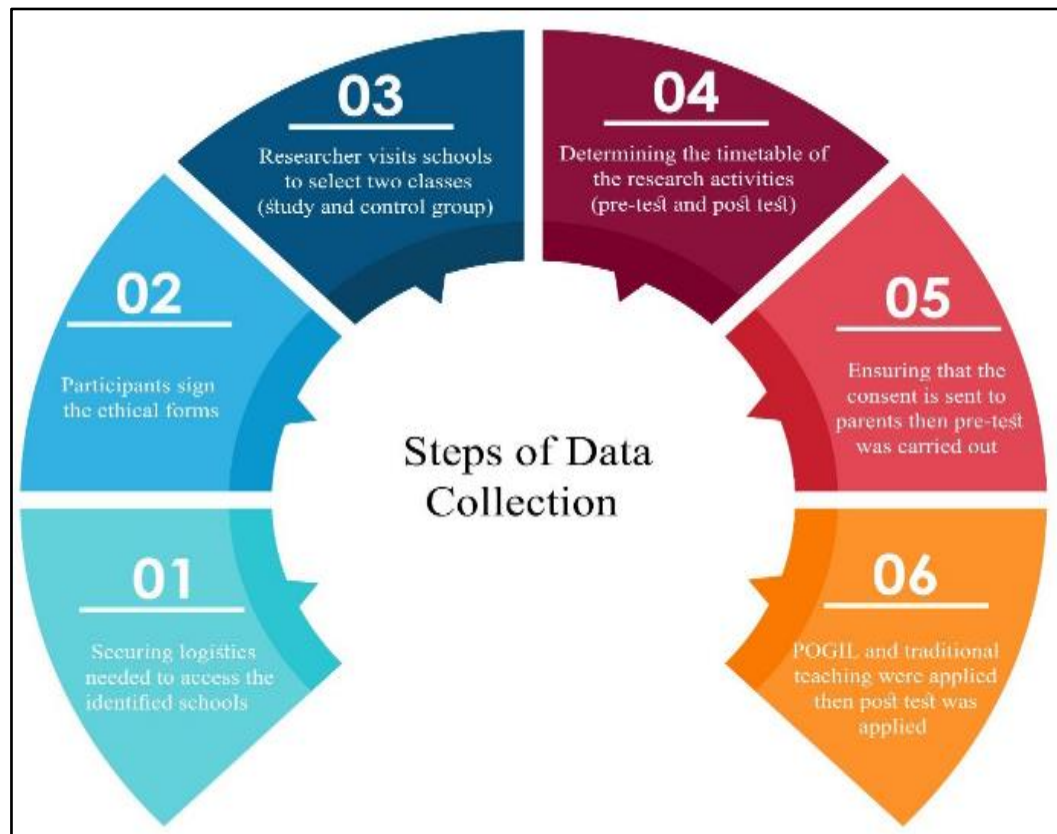 01
Securing logistics
needed to access the
identified schools
02
Participants sign
the ethical forms
03
Researcher visits schools
to select two classes
(study and control group)
04
Determining the timetable of
the research activities
(pre-test and post test)
05
Ensuring that the
consent is sent to
parents then pre-test
was carried out
06
POGIL and traditional
teaching were applied
then post test was
applied
Steps of Data
Collection